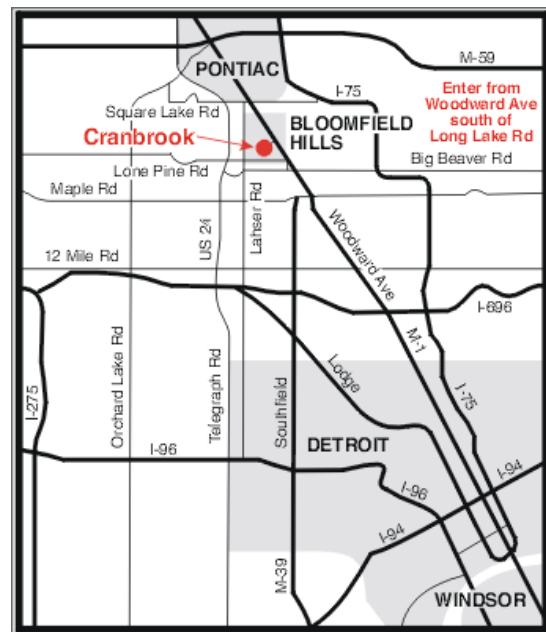 M-59
PONTIAC
I-75
Enter from
Woodward Ave
south of
Long Lake Rd
Square Lake Rd
BLOOMFIELD
HILLS
Cranbrook
Big Beaver Rd
Lone Pine Rd
Maple Rd
US 24
Lahser Rd
Woodward Ave
12 Mile Rd
I-696
M-1
I-275
Orchard Lake Rd
Telegraph Rd
Southfield
Lodge
I-75
DETROIT
I-96
I-94
I-96
I-94
M-39
WINDSOR